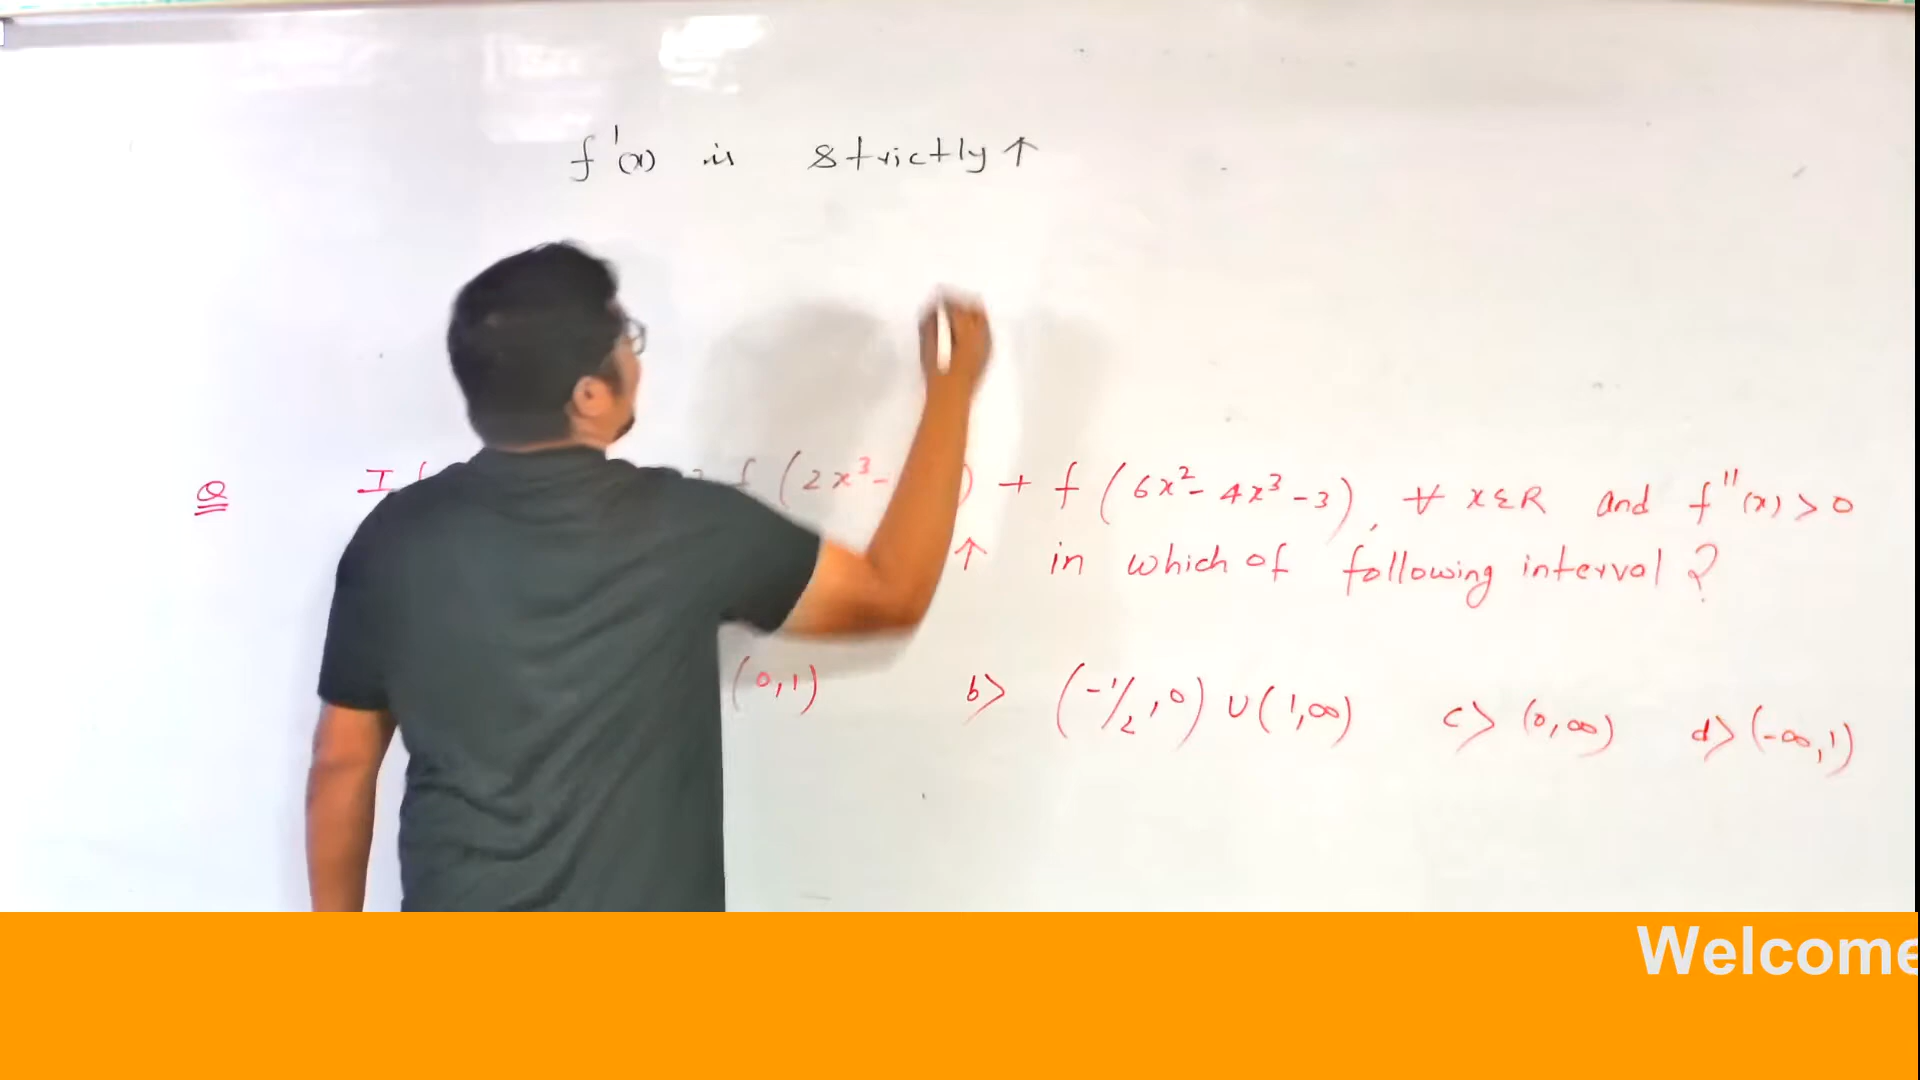 f'(x) is strictly ↑
Q If f (2x³- ) + f (6x²- 4x³ -3), ∀ x∈R and f''(x) > 0
↑ in which of following interval ?
(0,1) b> (-1/2 ,0) ∪ (1,∞) c> (0,∞) d> (-∞,1)
Welcome